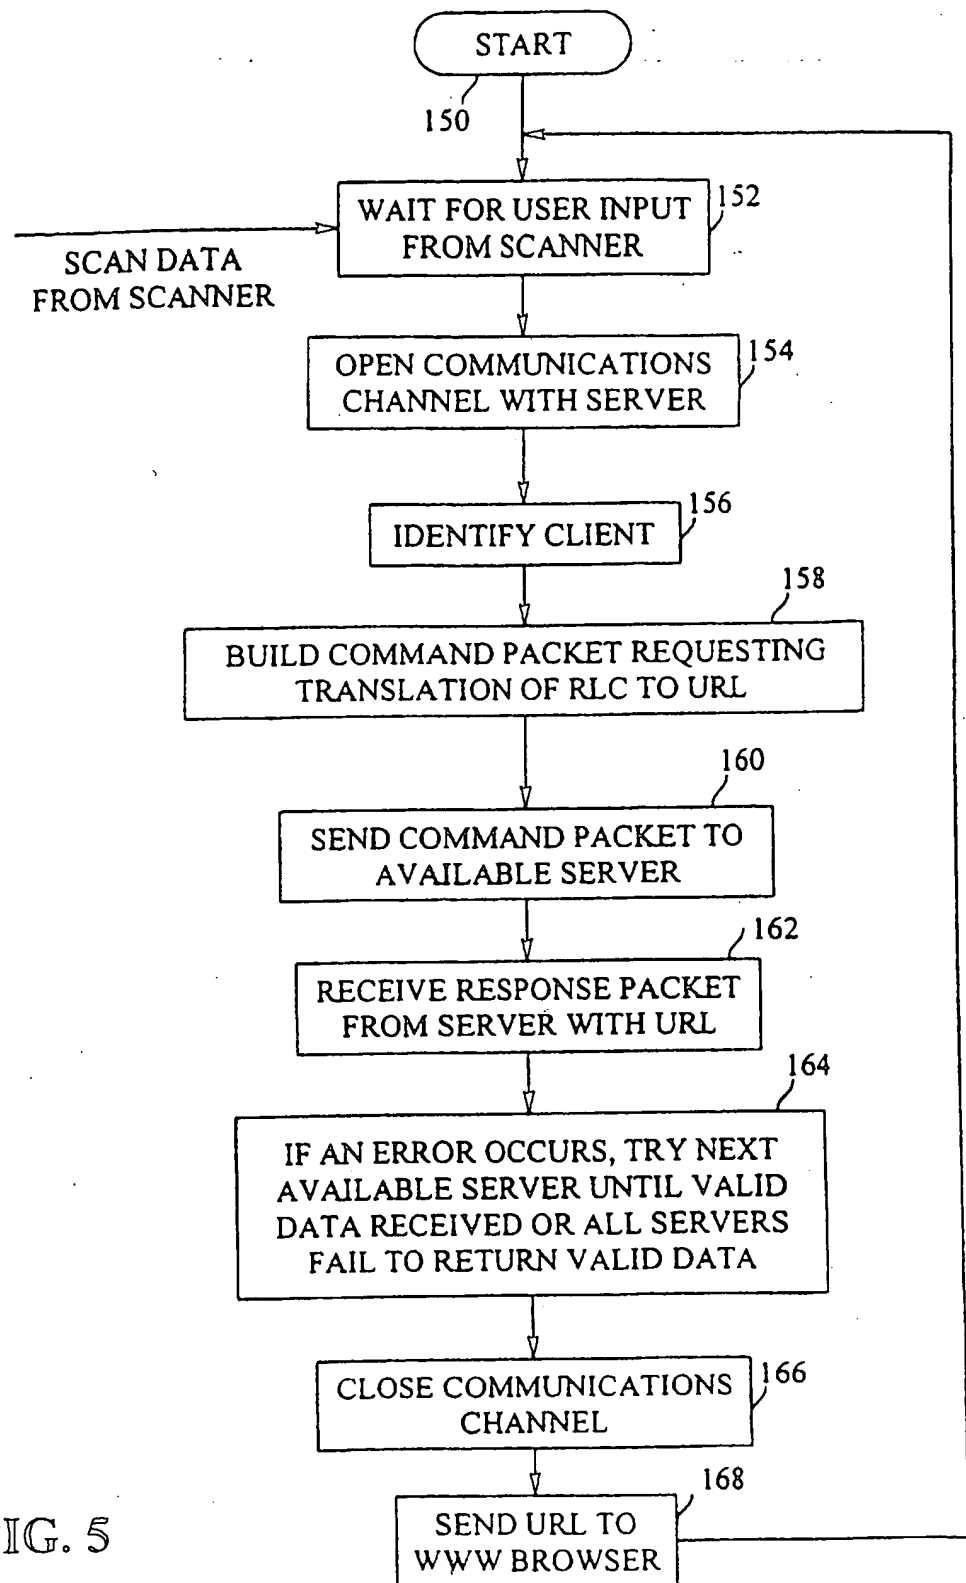 START
150
WAIT FOR USER INPUT
FROM SCANNER
152
SCAN DATA
FROM SCANNER
OPEN COMMUNICATIONS
CHANNEL WITH SERVER
154
IDENTIFY CLIENT
156
158
BUILD COMMAND PACKET REQUESTING
TRANSLATION OF RLC TO URL
160
SEND COMMAND PACKET TO
AVAILABLE SERVER
162
RECEIVE RESPONSE PACKET
FROM SERVER WITH URL
164
IF AN ERROR OCCURS, TRY NEXT
AVAILABLE SERVER UNTIL VALID
DATA RECEIVED OR ALL SERVERS
FAIL TO RETURN VALID DATA
CLOSE COMMUNICATIONS
CHANNEL
166
168
SEND URL TO
WWW BROWSER
IG. 5